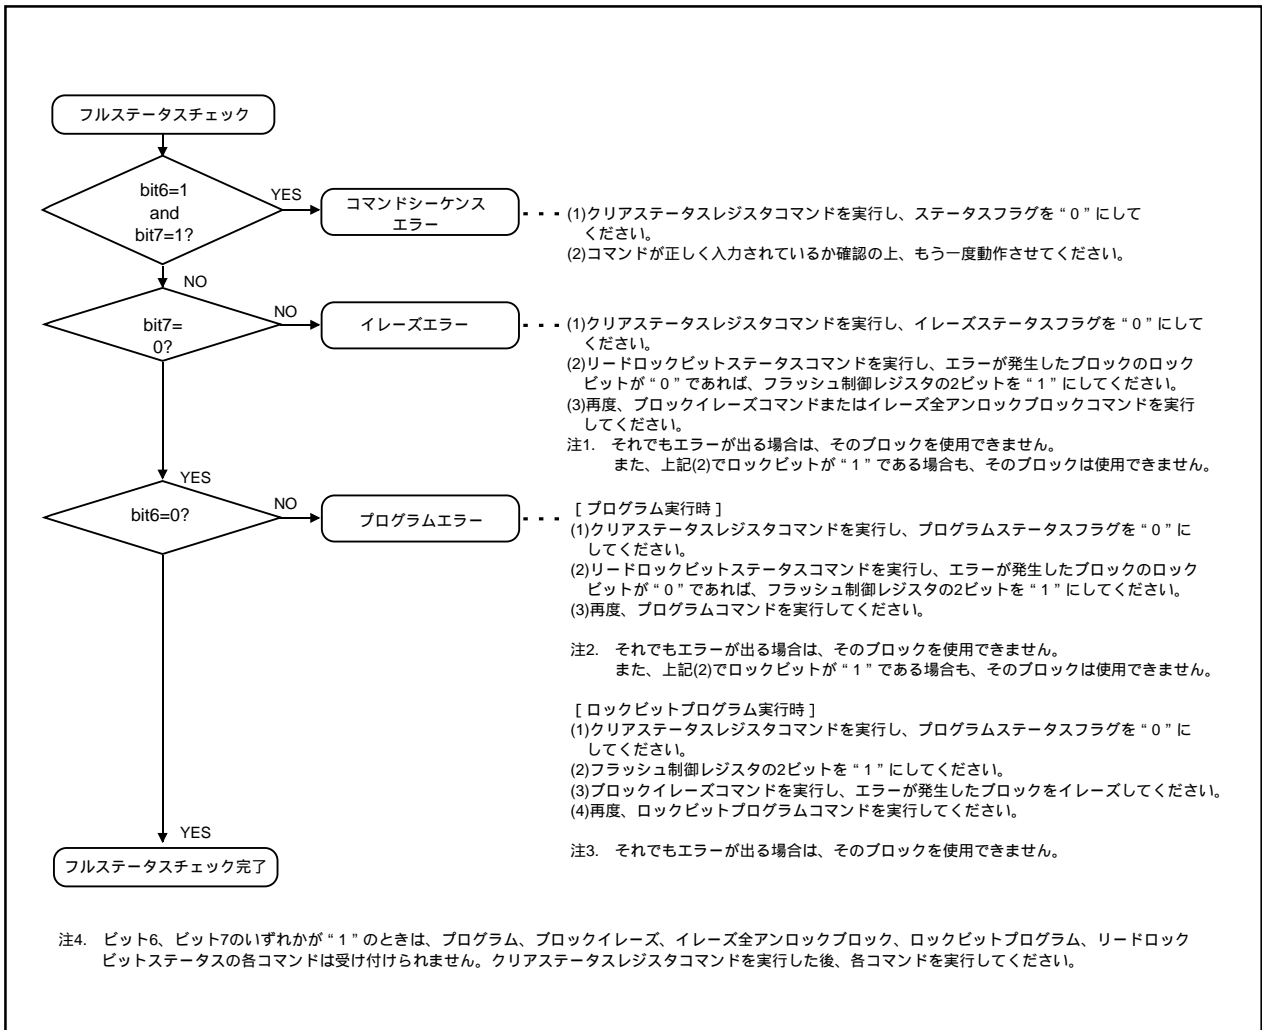 フルステータスチェック
bit6=1
and
bit7=1?
YES
コマンドシーケンス
エラー
(1)クリアステータスレジスタコマンドを実行し、ステータスフラグを“0”にして
ください。
(2)コマンドが正しく入力されているか確認の上、もう一度動作させてください。
NO
bit7=
0?
NO
イレーズエラー
(1)クリアステータスレジスタコマンドを実行し、イレーズステータスフラグを“0”にして
ください。
(2)リードロックビットステータスコマンドを実行し、エラーが発生したブロックのロック
ビットが“0”であれば、フラッシュ制御レジスタの2ビットを“1”にしてください。
(3)再度、ブロックイレーズコマンドまたはイレーズ全アンロックブロックコマンドを実行
してください。
注1. それでもエラーが出る場合は、そのブロックを使用できません。
また、上記(2)でロックビットが“1”である場合も、そのブロックは使用できません。
YES
bit6=0?
NO
プログラムエラー
[プログラム実行時]
(1)クリアステータスレジスタコマンドを実行し、プログラムステータスフラグを“0”に
してください。
(2)リードロックビットステータスコマンドを実行し、エラーが発生したブロックのロック
ビットが“0”であれば、フラッシュ制御レジスタの2ビットを“1”にしてください。
(3)再度、プログラムコマンドを実行してください。
注2. それでもエラーが出る場合は、そのブロックを使用できません。
また、上記(2)でロックビットが“1”である場合も、そのブロックは使用できません。
[ロックビットプログラム実行時]
(1)クリアステータスレジスタコマンドを実行し、プログラムステータスフラグを“0”に
してください。
(2)フラッシュ制御レジスタの2ビットを“1”にしてください。
(3)ブロックイレーズコマンドを実行し、エラーが発生したブロックをイレーズしてください。
(4)再度、ロックビットプログラムコマンドを実行してください。
注3. それでもエラーが出る場合は、そのブロックを使用できません。
YES
フルステータスチェック完了
注4. ビット6、ビット7のいずれかが“1”のときは、プログラム、ブロックイレーズ、イレーズ全アンロックブロック、ロックビットプログラム、リードロック
ビットステータスの各コマンドは受け付けられません。クリアステータスレジスタコマンドを実行した後、各コマンドを実行してください。